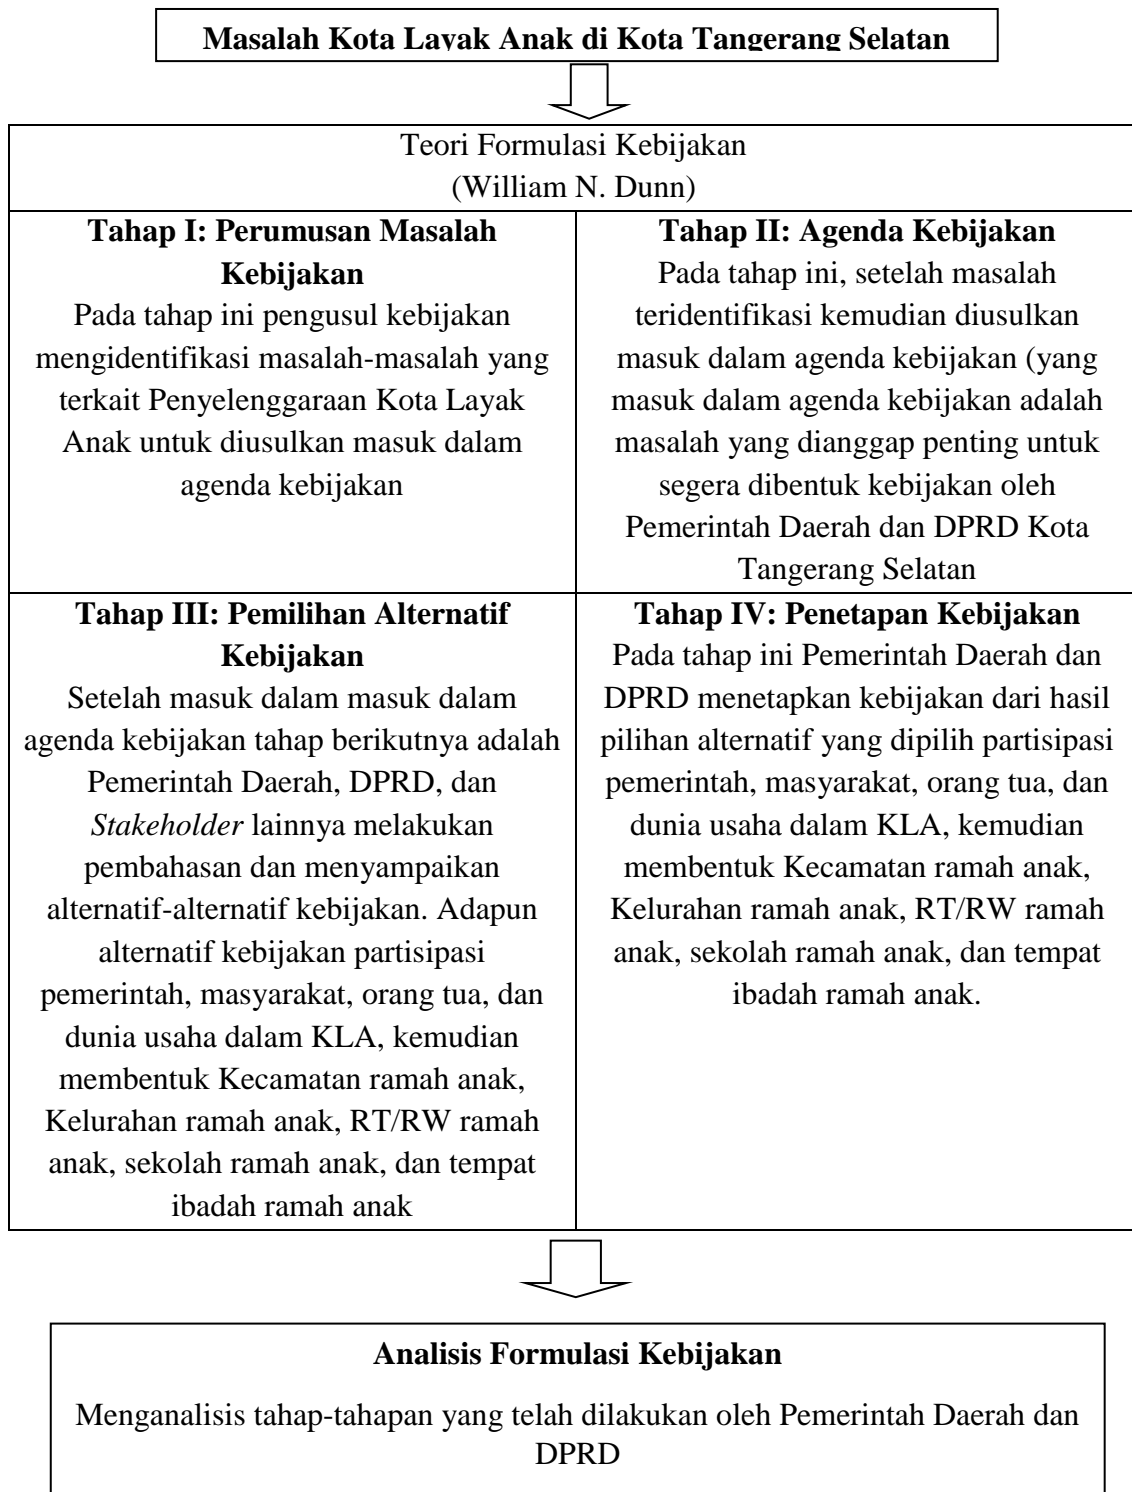 Masalah Kota Layak Anak di Kota Tangerang Selatan
Teori Formulasi Kebijakan
(William N. Dunn)
Tahap I: Perumusan Masalah
Kebijakan
Pada tahap ini pengusul kebijakan
mengidentifikasi masalah-masalah yang
terkait Penyelenggaraan Kota Layak
Anak untuk diusulkan masuk dalam
agenda kebijakan
Tahap II: Agenda Kebijakan
Pada tahap ini, setelah masalah
teridentifikasi kemudian diusulkan
masuk dalam agenda kebijakan (yang
masuk dalam agenda kebijakan adalah
masalah yang dianggap penting untuk
segera dibentuk kebijakan oleh
Pemerintah Daerah dan DPRD Kota
Tangerang Selatan
Tahap III: Pemilihan Alternatif
Kebijakan
Setelah masuk dalam masuk dalam
agenda kebijakan tahap berikutnya adalah
Pemerintah Daerah, DPRD, dan
Stakeholder lainnya melakukan
pembahasan dan menyampaikan
alternatif-alternatif kebijakan. Adapun
alternatif kebijakan partisipasi
pemerintah, masyarakat, orang tua, dan
dunia usaha dalam KLA, kemudian
membentuk Kecamatan ramah anak,
Kelurahan ramah anak, RT/RW ramah
anak, sekolah ramah anak, dan tempat
ibadah ramah anak
Tahap IV: Penetapan Kebijakan
Pada tahap ini Pemerintah Daerah dan
DPRD menetapkan kebijakan dari hasil
pilihan alternatif yang dipilih partisipasi
pemerintah, masyarakat, orang tua, dan
dunia usaha dalam KLA, kemudian
membentuk Kecamatan ramah anak,
Kelurahan ramah anak, RT/RW ramah
anak, sekolah ramah anak, dan tempat
ibadah ramah anak.
Analisis Formulasi Kebijakan
Menganalisis tahap-tahapan yang telah dilakukan oleh Pemerintah Daerah dan
DPRD